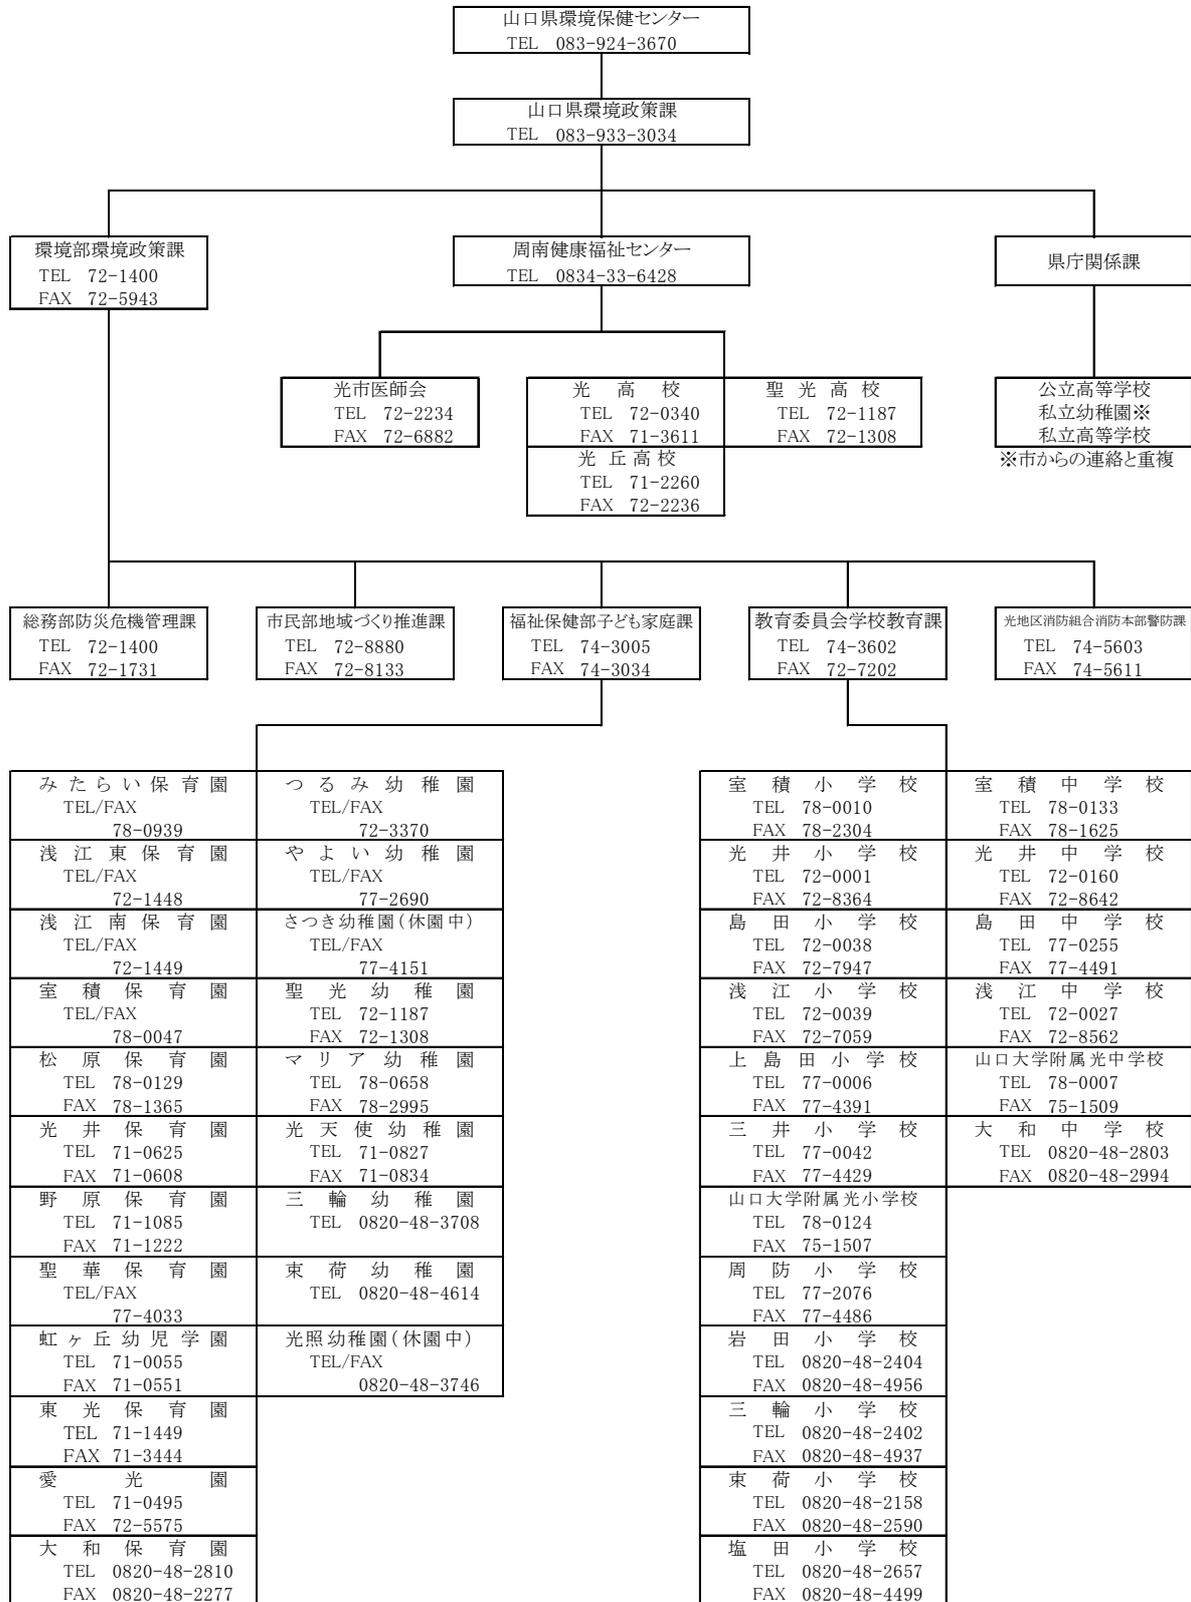 山口県環境保健センター
TEL 083-924-3670
山口県環境政策課
TEL 083-933-3034
環境部環境政策課
TEL 72-1400
FAX 72-5943
周南健康福祉センター
TEL 0834-33-6428
県庁関係課
光市医師会
TEL 72-2234
FAX 72-6882
光高校
TEL 72-0340
FAX 71-3611
聖光高校
TEL 72-1187
FAX 72-1308
光丘高校
TEL 71-2260
FAX 72-2236
公立高等学校
私立幼稚園※
私立高等学校
※市からの連絡と重複
総務部防災危機管理課
TEL 72-1400
FAX 72-1731
市民部地域づくり推進課
TEL 72-8880
FAX 72-8133
福祉保健部子ども家庭課
TEL 74-3005
FAX 74-3034
教育委員会学校教育課
TEL 74-3602
FAX 72-7202
光地区消防組合消防本部警防課
TEL 74-5603
FAX 74-5611
みたらい保育園
TEL/FAX
78-0939
浅江東保育園
TEL/FAX
72-1448
浅江南保育園
TEL/FAX
72-1449
室積保育園
TEL/FAX
78-0047
松原保育園
TEL 78-0129
FAX 78-1365
光井保育園
TEL 71-0625
FAX 71-0608
野原保育園
TEL 71-1085
FAX 71-1222
聖華保育園
TEL/FAX
77-4033
虹ヶ丘幼児学園
TEL 71-0055
FAX 71-0551
東光保育園
TEL 71-1449
FAX 71-3444
愛光園
TEL 71-0495
FAX 72-5575
大和保育園
TEL 0820-48-2810
FAX 0820-48-2277
つるみ幼稚園
TEL/FAX
72-3370
やよい幼稚園
TEL/FAX
77-2690
さつき幼稚園(休園中)
TEL/FAX
77-4151
聖光幼稚園
TEL 72-1187
FAX 72-1308
マリア幼稚園
TEL 78-0658
FAX 78-2995
光天使幼稚園
TEL 71-0827
FAX 71-0834
三輪幼稚園
TEL 0820-48-3708
束荷幼稚園
TEL 0820-48-4614
光照幼稚園(休園中)
TEL/FAX
0820-48-3746
室積小学校
TEL 78-0010
FAX 78-2304
光井小学校
TEL 72-0001
FAX 72-8364
島田小学校
TEL 72-0038
FAX 72-7947
浅江小学校
TEL 72-0039
FAX 72-7059
上島田小学校
TEL 77-0006
FAX 77-4391
三井小学校
TEL 77-0042
FAX 77-4429
山口大学附属光小学校
TEL 78-0124
FAX 75-1507
周防小学校
TEL 77-2076
FAX 77-4486
岩田小学校
TEL 0820-48-2404
FAX 0820-48-4956
三輪小学校
TEL 0820-48-2402
FAX 0820-48-4937
束荷小学校
TEL 0820-48-2158
FAX 0820-48-2590
塩田小学校
TEL 0820-48-2657
FAX 0820-48-4499
室積中学校
TEL 78-0133
FAX 78-1625
光井中学校
TEL 72-0160
FAX 72-8642
島田中学校
TEL 77-0255
FAX 77-4491
浅江中学校
TEL 72-0027
FAX 72-8562
山口大学附属光中学校
TEL 78-0007
FAX 75-1509
大和中学校
TEL 0820-48-2803
FAX 0820-48-2994